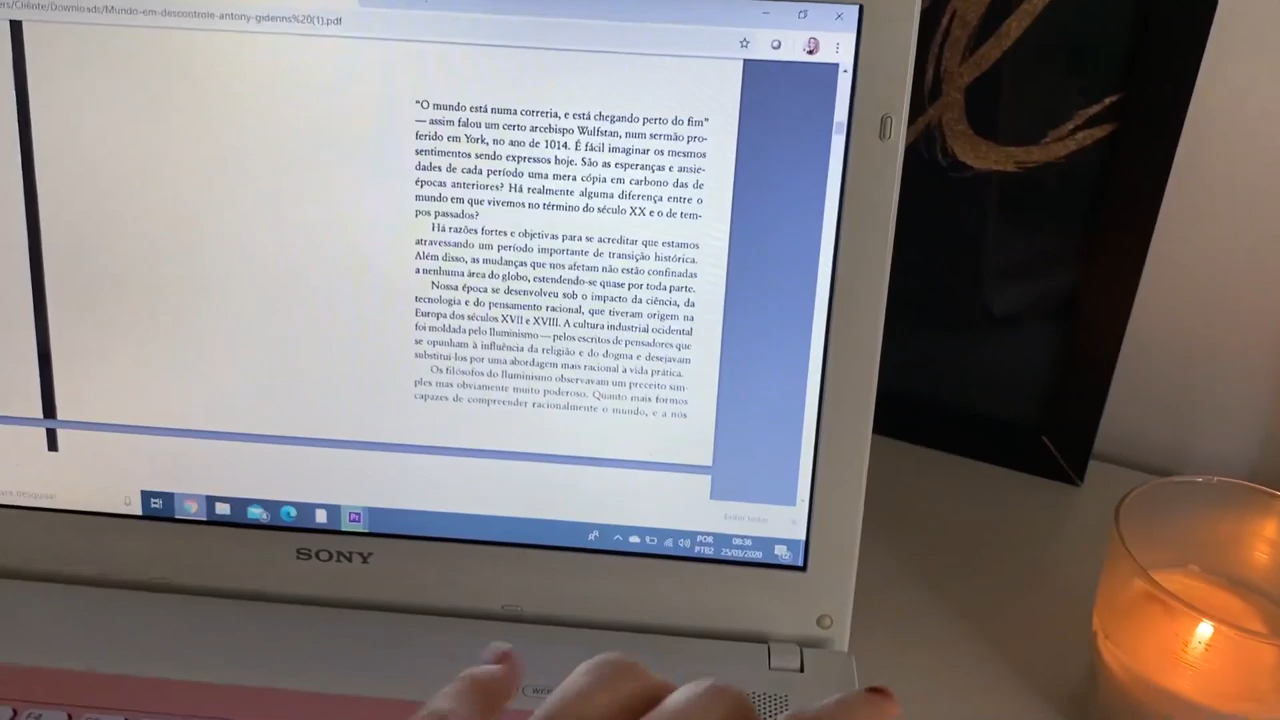 ers/Cliente/Downloads/Mundo-em-descontrole-antony-gidenns%20(1).pdf
“O mundo está numa correria, e está chegando perto do fim”
— assim falou um certo arcebispo Wulfstan, num sermão pro-
ferido em York, no ano de 1014. É fácil imaginar os mesmos
sentimentos sendo expressos hoje. São as esperanças e ansie-
dades de cada período uma mera cópia em carbono das de
épocas anteriores? Há realmente alguma diferença entre o
mundo em que vivemos no término do século XX e o de tem-
pos passados?
Há razões fortes e objetivas para se acreditar que estamos
atravessando um período importante de transição histórica.
Além disso, as mudanças que nos afetam não estão confinadas
a nenhuma área do globo, estendendo-se quase por toda parte.
Nossa época se desenvolveu sob o impacto da ciência, da
tecnologia e do pensamento racional, que tiveram origem na
Europa dos séculos XVII e XVIII. A cultura industrial ocidental
foi moldada pelo Iluminismo — pelos escritos de pensadores que
se opunham à influência da religião e do dogma e desejavam
substituí-los por uma abordagem mais racional à vida prática.
Os filósofos do Iluminismo observavam um preceito sim-
ples mas obviamente muito poderoso. Quanto mais formos
capazes de compreender racionalmente o mundo, e a nós
para pesquisar
Exibir todos
Pr
POR
PTB2
08:36
25/03/2020
12
SONY
WEB